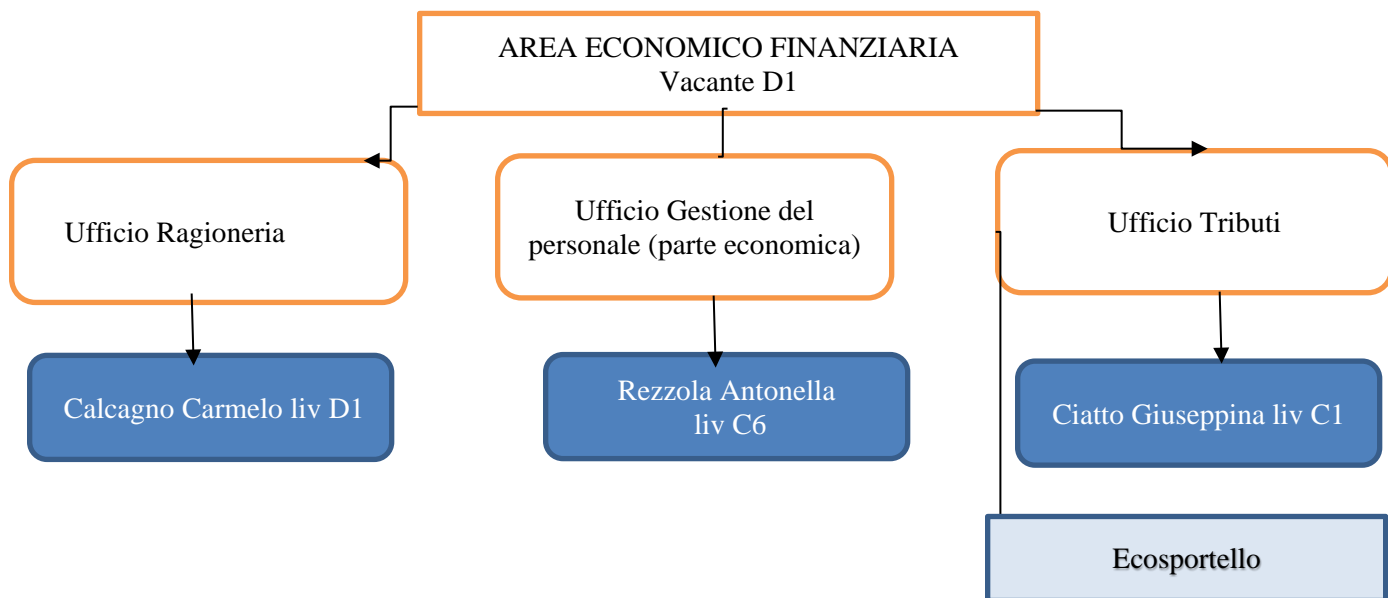 AREA ECONOMICO FINANZIARIA
Vacante D1
Ufficio Ragioneria
Ufficio Gestione del
personale (parte economica)
Ufficio Tributi
Calcagno Carmelo liv D1
Rezzola Antonella
liv C6
Ciatto Giuseppina liv C1
Ecosportello